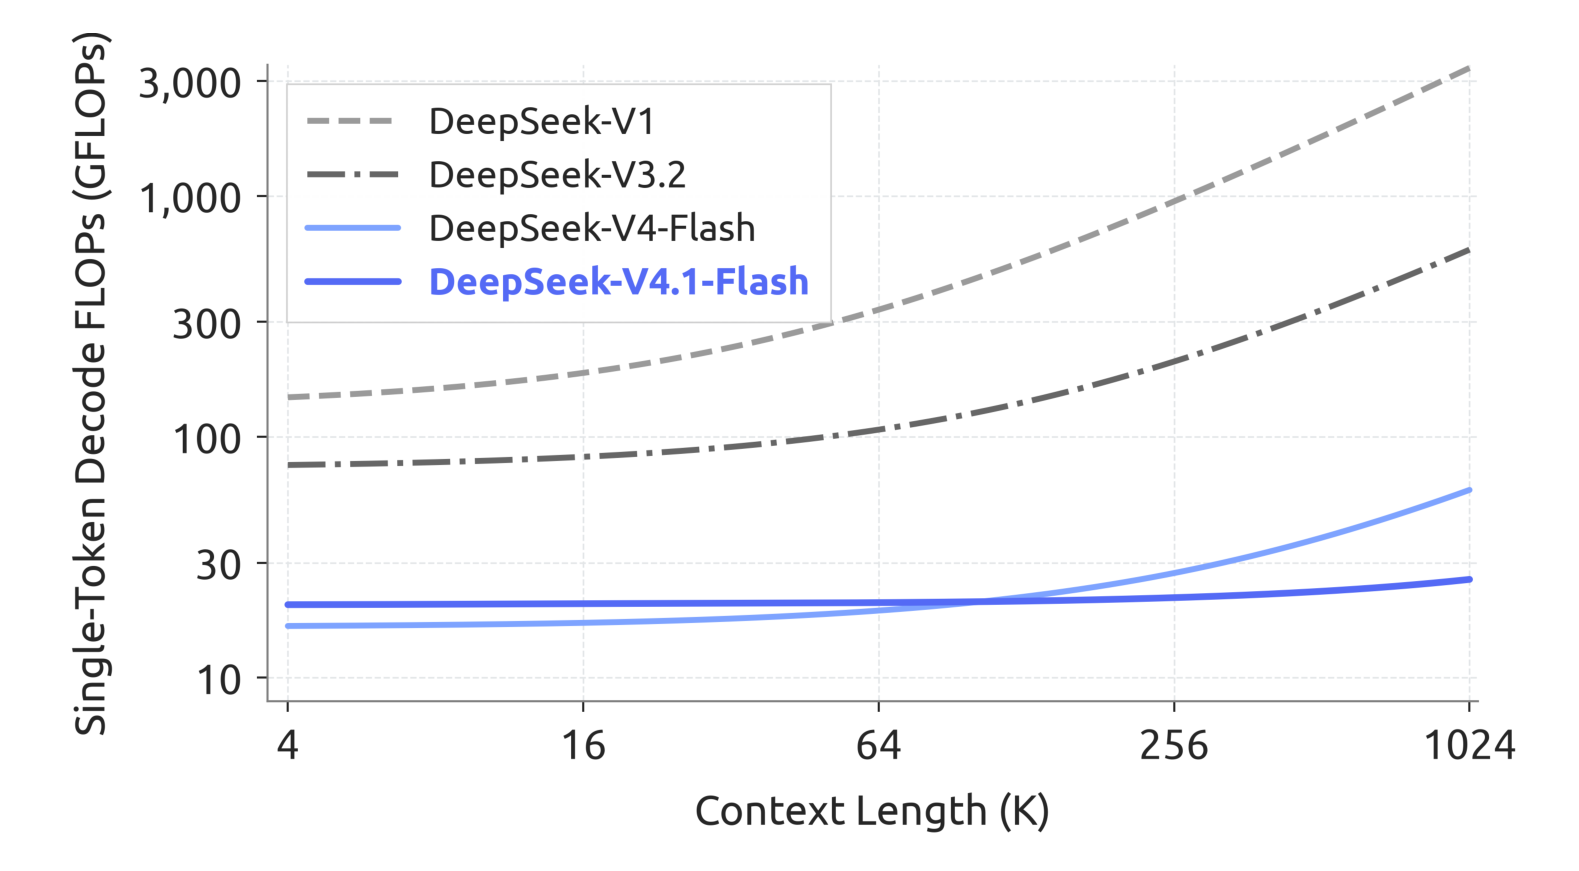 Single-Token Decode FLOPs (GFLOPs)
3,000
1,000
300
100
30
10
DeepSeek-V1
DeepSeek-V3.2
DeepSeek-V4-Flash
DeepSeek-V4.1-Flash
4 16 64 256 1024
Context Length (K)